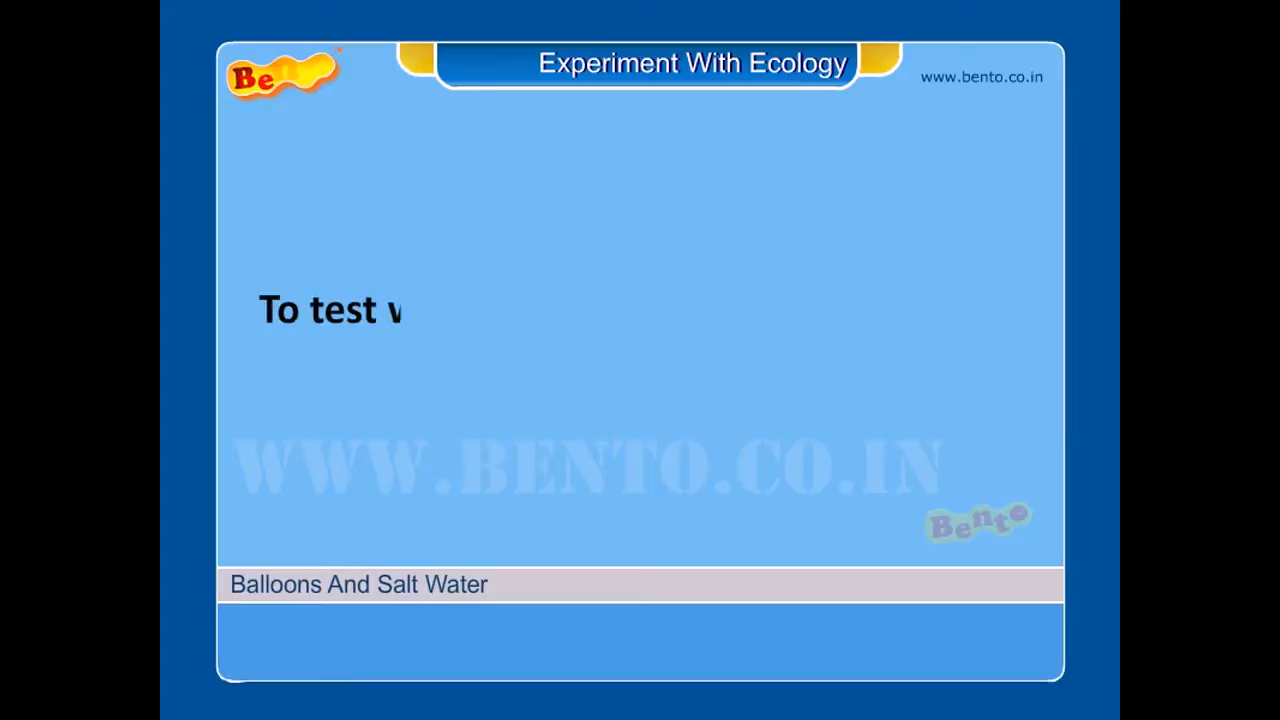 Be
Experiment With Ecology
www.bento.co.in
To test
WWW.BENTO.CO.IN
Bento
Balloons And Salt Water